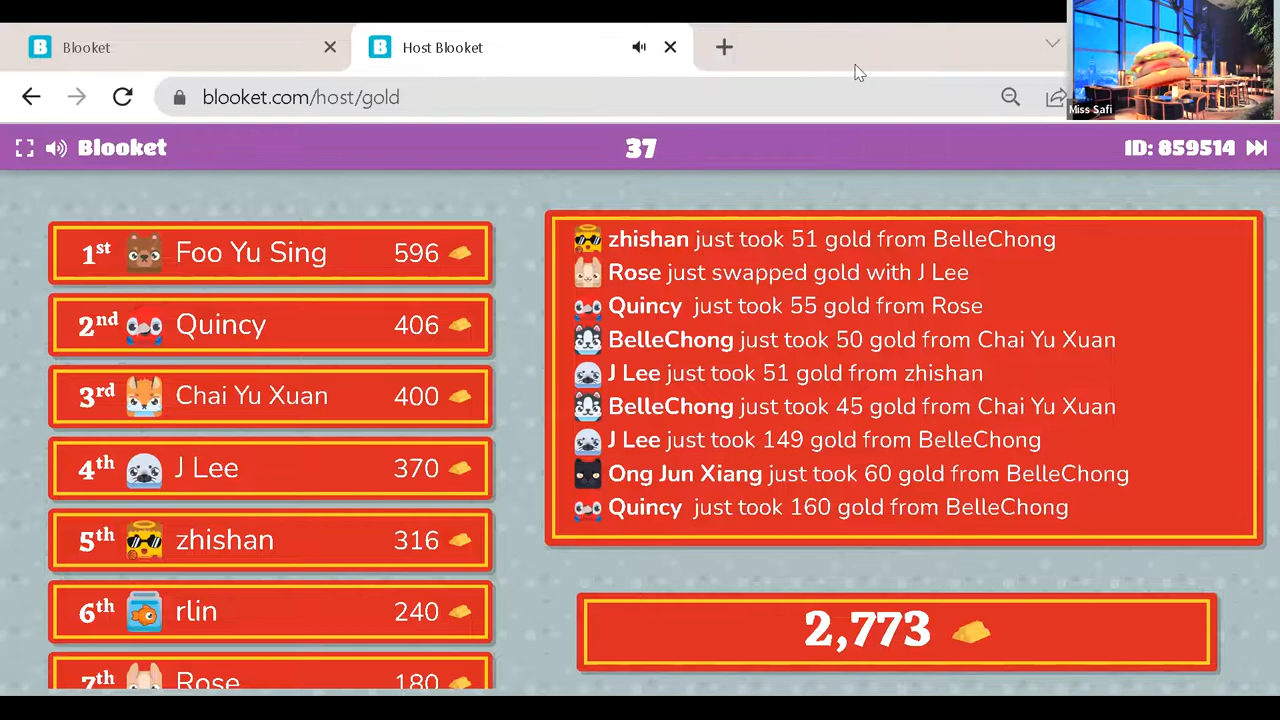 Blooket
Host Blooket
blooket.com/host/gold
Miss Safi
Blooket
37
ID: 859514
1st Foo Yu Sing 596
2nd Quincy 406
3rd Chai Yu Xuan 400
4th J Lee 370
5th zhishan 316
6th rlin 240
7th Rose 180
zhishan just took 51 gold from BelleChong
Rose just swapped gold with J Lee
Quincy just took 55 gold from Rose
BelleChong just took 50 gold from Chai Yu Xuan
J Lee just took 51 gold from zhishan
BelleChong just took 45 gold from Chai Yu Xuan
J Lee just took 149 gold from BelleChong
Ong Jun Xiang just took 60 gold from BelleChong
Quincy just took 160 gold from BelleChong
2,773